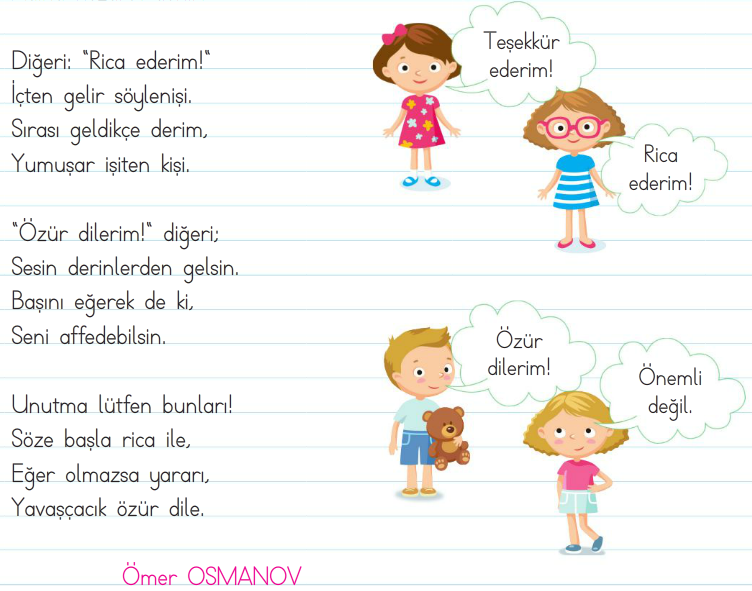 Diğeri: "Rica ederim!"
İçten gelir söylenişi.
Sırası geldikçe derim,
Yumuşar işiten kişi.
"Özür dilerim!" diğeri;
Sesin derinlerden gelsin.
Başını eğerek de ki,
Seni affedebilsin.
Unutma lütfen bunları!
Söze başla rica ile,
Eğer olmazsa yararı,
Yavaşçacık özür dile.
Ömer OSMANOV
Teşekkür
ederim!
Rica
ederim!
Özür
dilerim!
Önemli
değil.